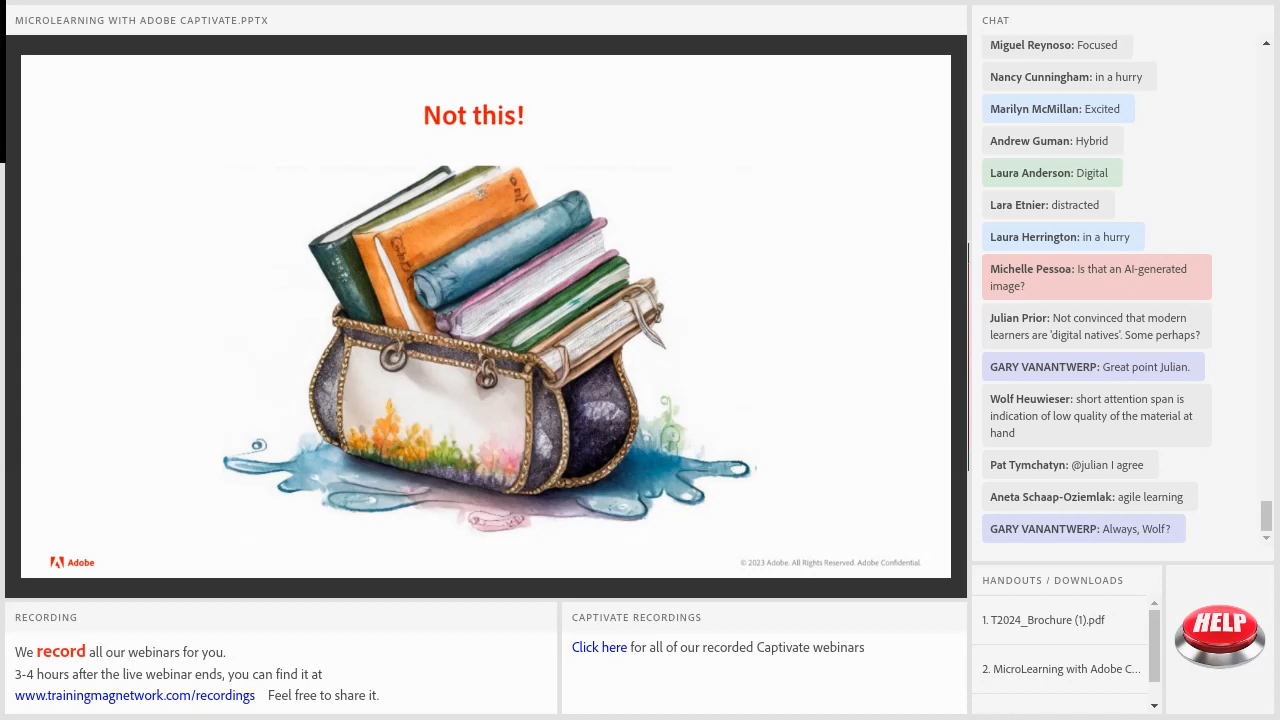 MICROLEARNING WITH ADOBE CAPTIVATE.PPTX
Not this!
Adobe
© 2023 Adobe. All Rights Reserved. Adobe Confidential.
RECORDING
We record all our webinars for you.
3-4 hours after the live webinar ends, you can find it at
www.trainingmagnetwork.com/recordings Feel free to share it.
CAPTIVATE RECORDINGS
Click here for all of our recorded Captivate webinars
CHAT
Miguel Reynoso: Focused
Nancy Cunningham: in a hurry
Marilyn McMillan: Excited
Andrew Guman: Hybrid
Laura Anderson: Digital
Lara Etnier: distracted
Laura Herrington: in a hurry
Michelle Pessoa: Is that an AI-generated
image?
Julian Prior: Not convinced that modern
learners are 'digital natives'. Some perhaps?
GARY VANANTWERP: Great point Julian.
Wolf Heuwieser: short attention span is
indication of low quality of the material at
hand
Pat Tymchatyn: @julian I agree
Aneta Schaap-Oziemlak: agile learning
GARY VANANTWERP: Always, Wolf?
HANDOUTS / DOWNLOADS
1. T2024_Brochure (1).pdf
2. MicroLearning with Adobe C...
HELP